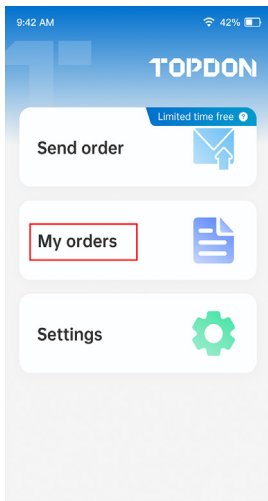 9:42 AM
42%
TOPDON
Limited time free ?
Send order
My orders
Settings